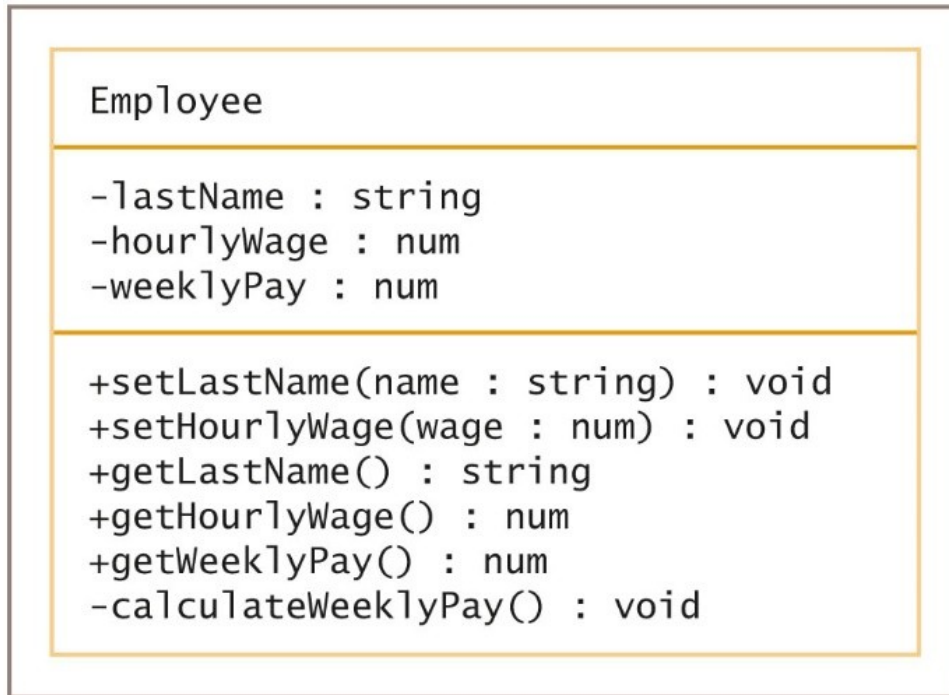 Employee
-lastName : string
-hourlyWage : num
-weeklyPay : num
+setLastName(name : string) : void
+setHourlyWage(wage : num) : void
+getLastName() : string
+getHourlyWage() : num
+getWeeklyPay() : num
-calculateWeeklyPay() : void